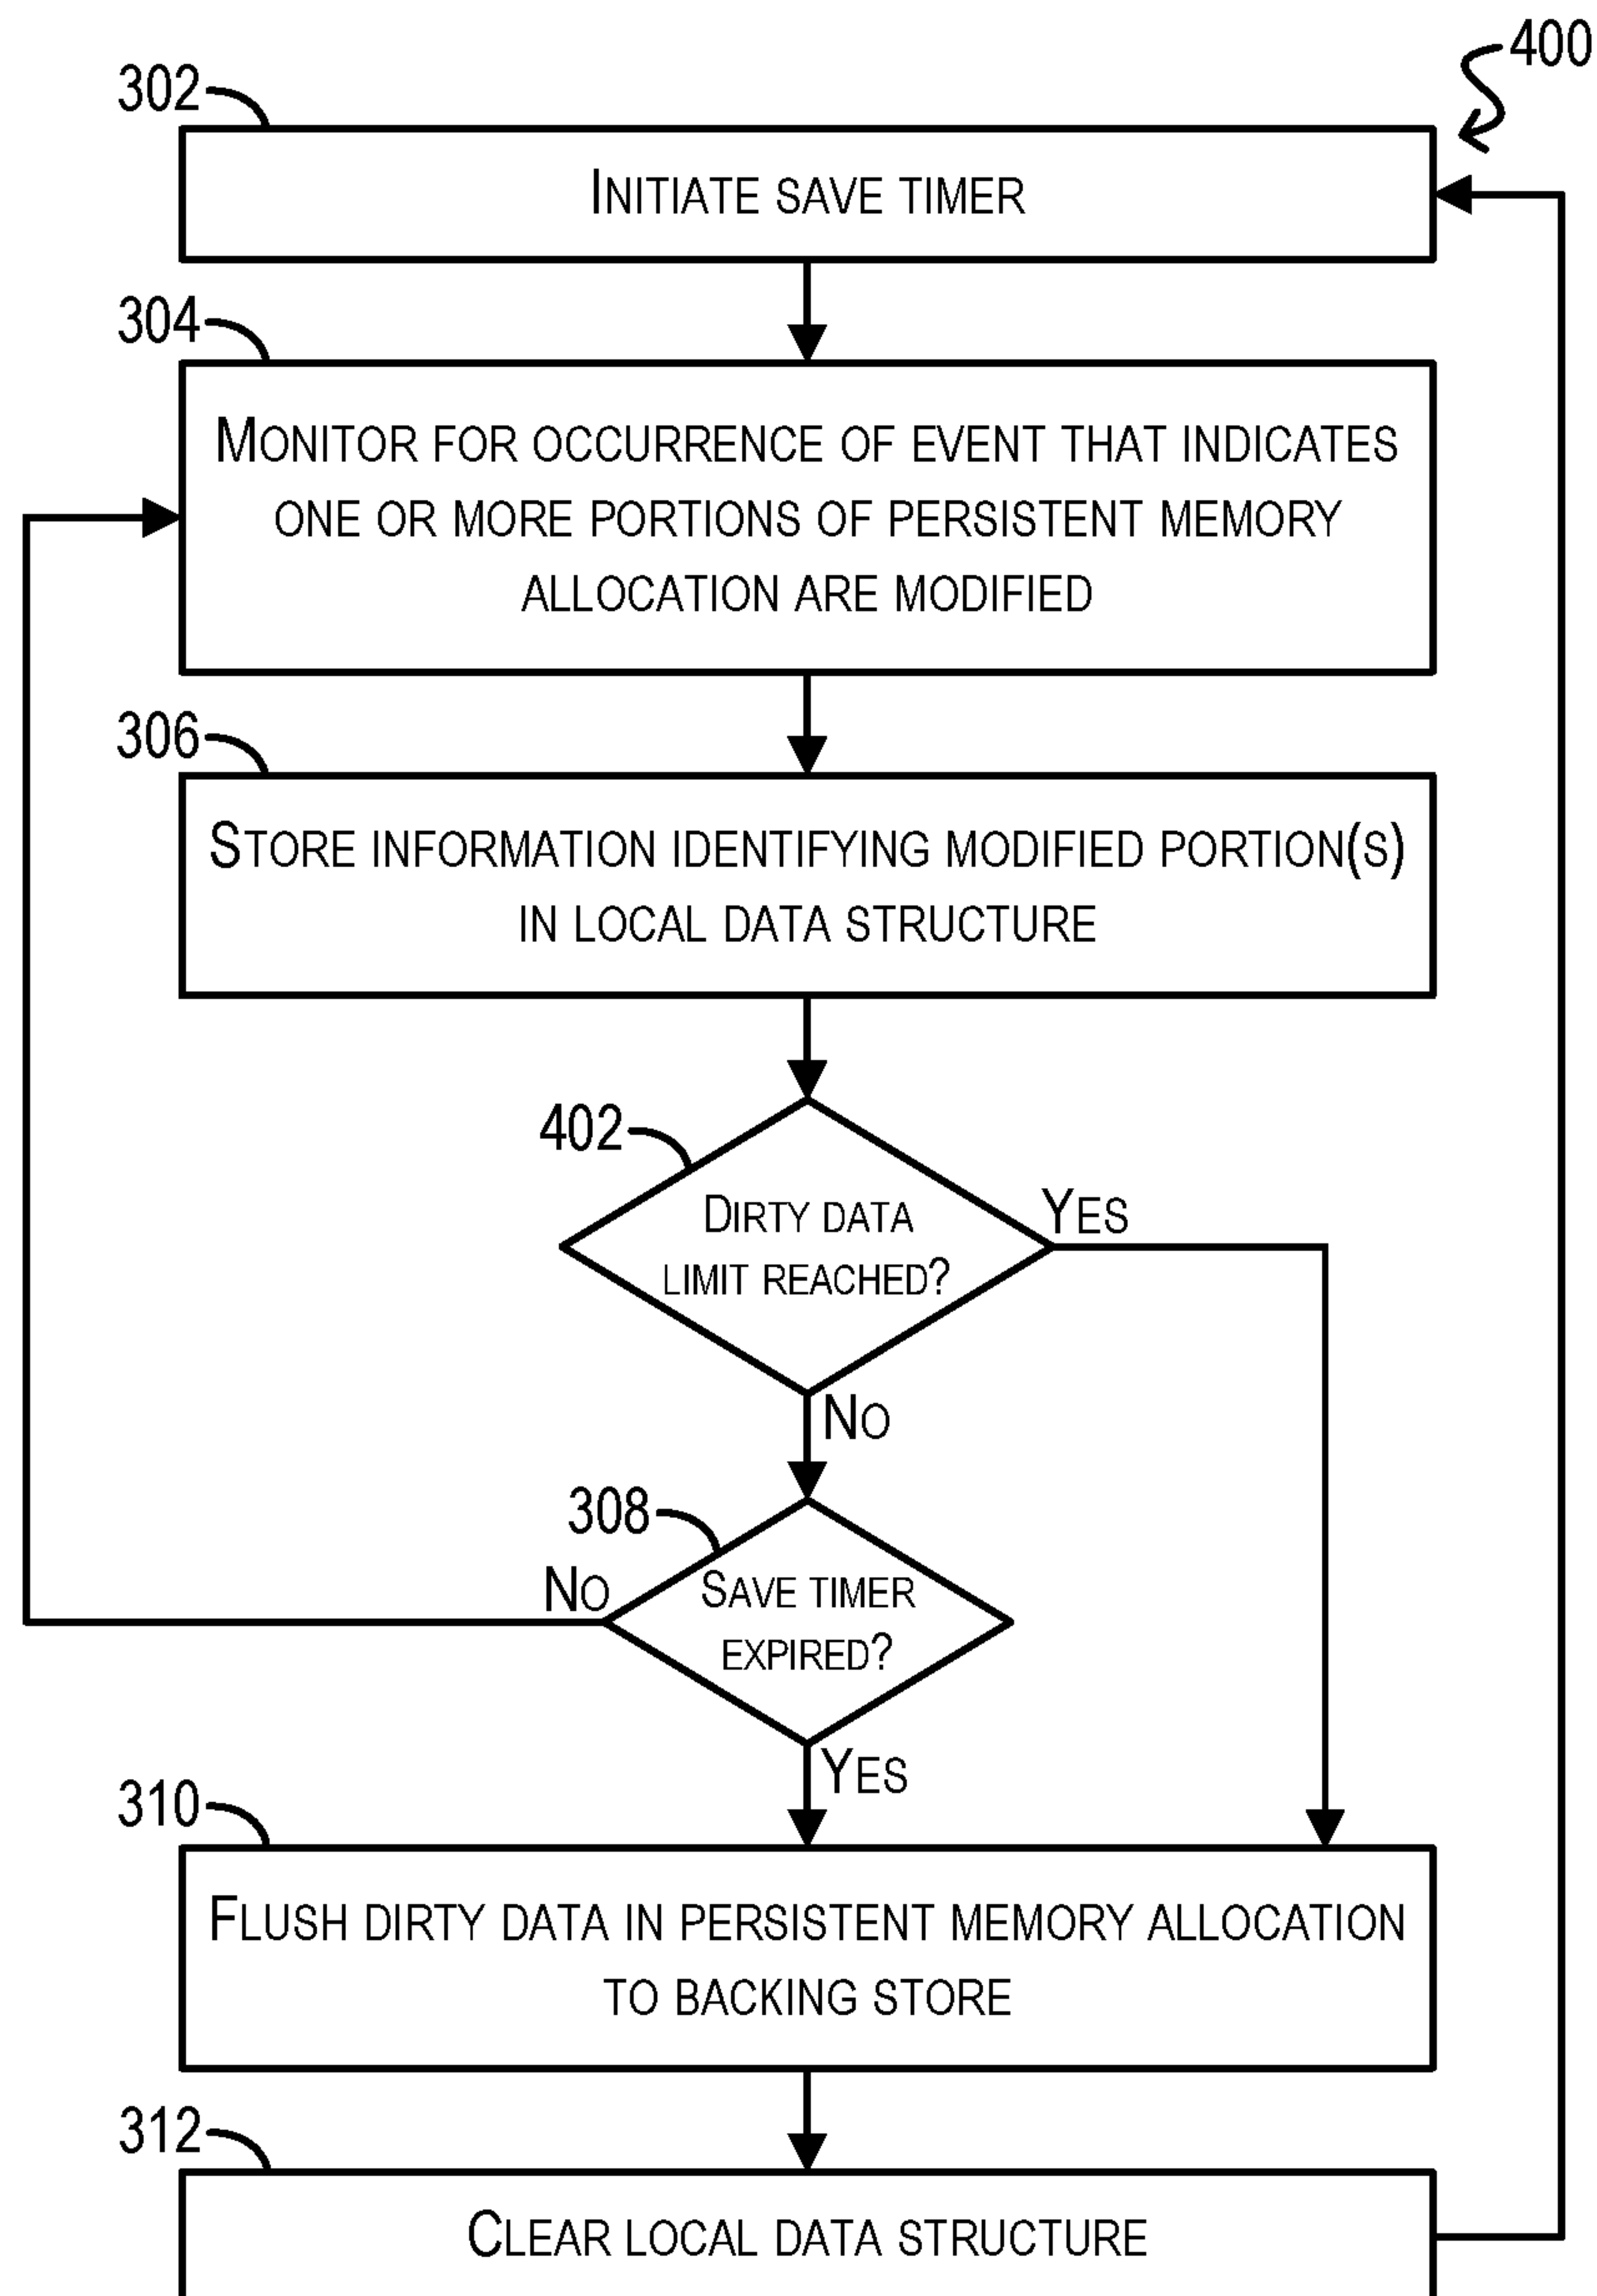 400
302
INITIATE SAVE TIMER
304
MONITOR FOR OCCURRENCE OF EVENT THAT INDICATES
ONE OR MORE PORTIONS OF PERSISTENT MEMORY
ALLOCATION ARE MODIFIED
306
STORE INFORMATION IDENTIFYING MODIFIED PORTION(S)
IN LOCAL DATA STRUCTURE
402
DIRTY DATA
LIMIT REACHED?
YES
NO
308
SAVE TIMER
EXPIRED?
NO
YES
310
FLUSH DIRTY DATA IN PERSISTENT MEMORY ALLOCATION
TO BACKING STORE
312
CLEAR LOCAL DATA STRUCTURE